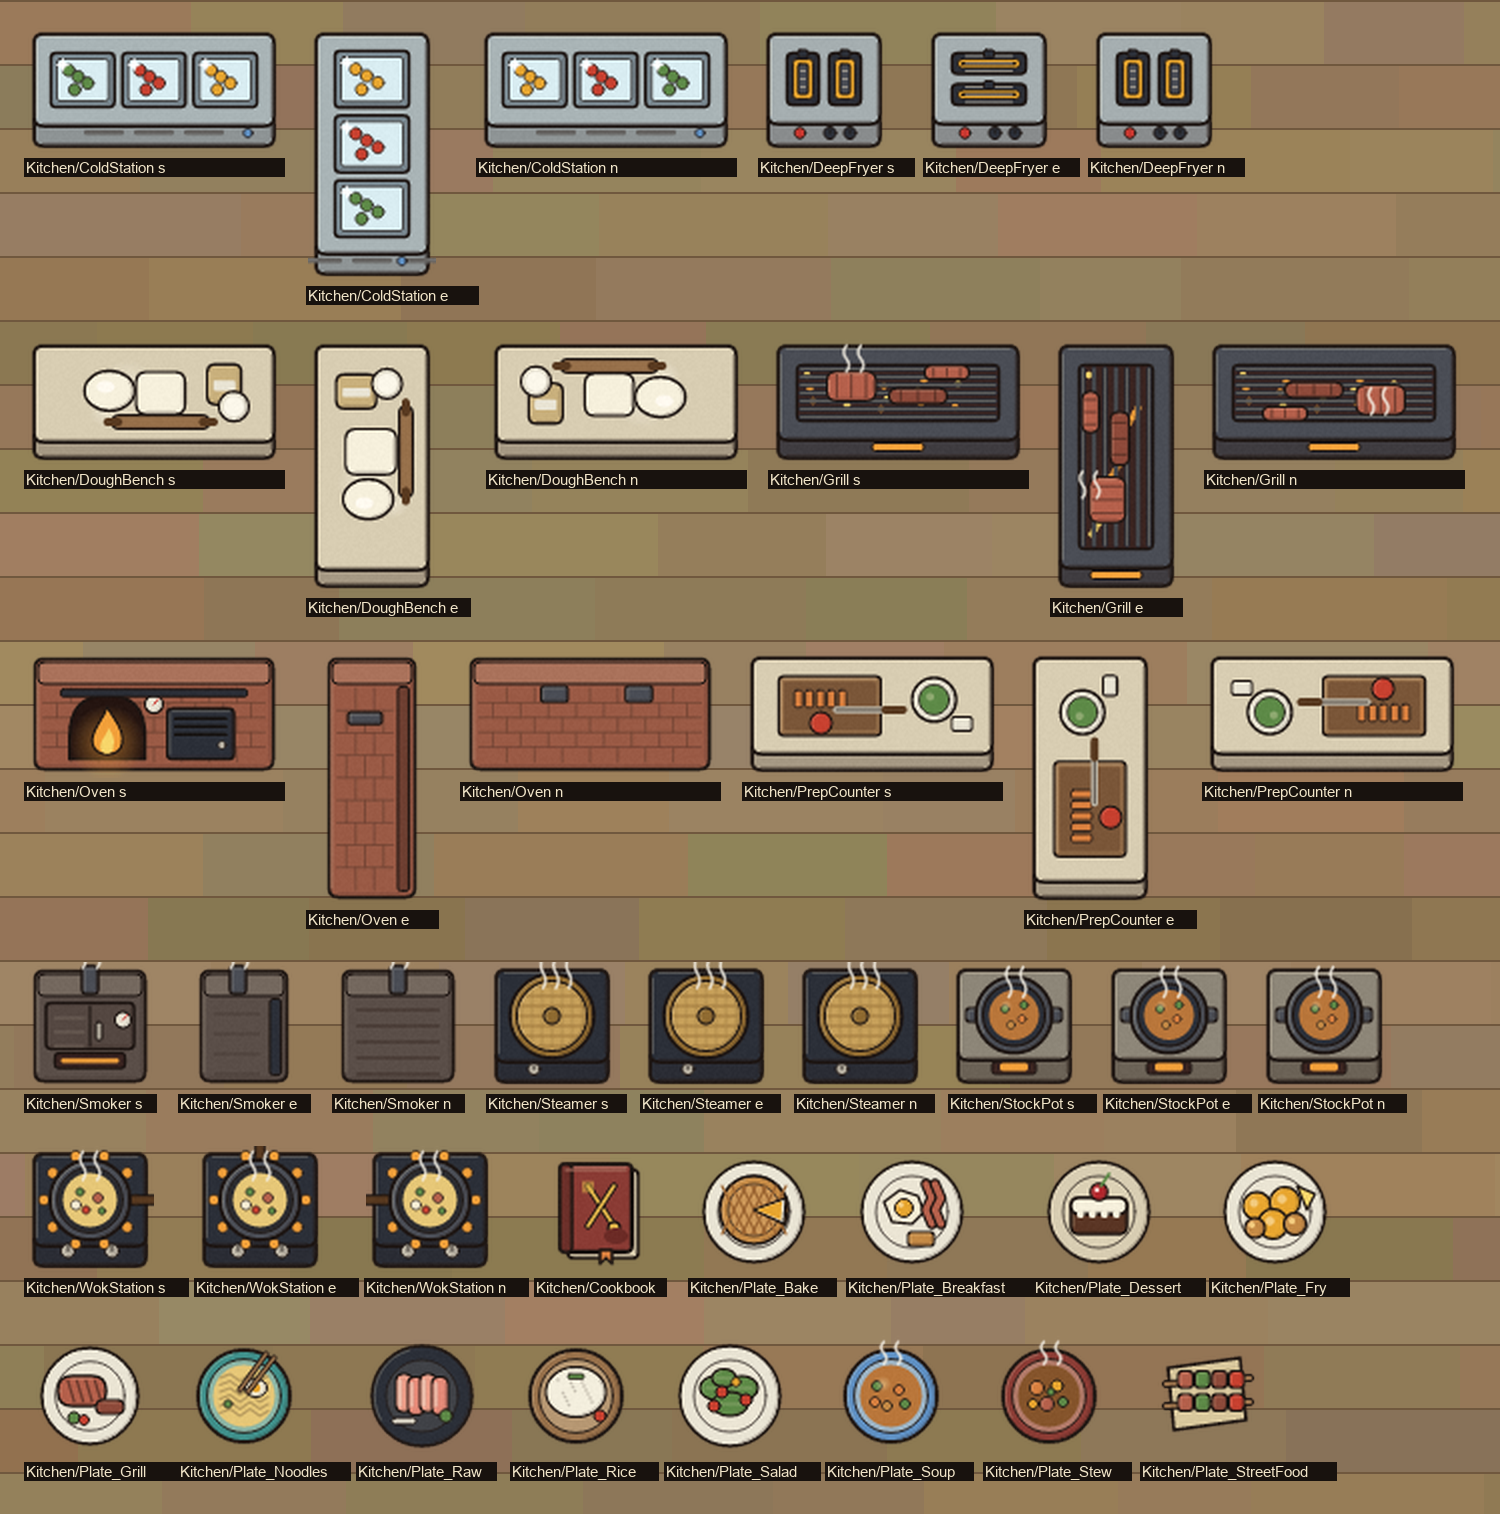 Kitchen/ColdStation s
Kitchen/ColdStation n
Kitchen/DeepFryer s
Kitchen/DeepFryer e
Kitchen/DeepFryer n
Kitchen/ColdStation e
Kitchen/DoughBench s
Kitchen/DoughBench n
Kitchen/Grill s
Kitchen/Grill n
Kitchen/DoughBench e
Kitchen/Grill e
Kitchen/Oven s
Kitchen/Oven n
Kitchen/PrepCounter s
Kitchen/PrepCounter n
Kitchen/Oven e
Kitchen/PrepCounter e
Kitchen/Smoker s
Kitchen/Smoker e
Kitchen/Smoker n
Kitchen/Steamer s
Kitchen/Steamer e
Kitchen/Steamer n
Kitchen/StockPot s
Kitchen/StockPot e
Kitchen/StockPot n
Kitchen/WokStation s
Kitchen/WokStation e
Kitchen/WokStation n
Kitchen/Cookbook
Kitchen/Plate_Bake
Kitchen/Plate_Breakfast
Kitchen/Plate_Dessert
Kitchen/Plate_Fry
Kitchen/Plate_Grill
Kitchen/Plate_Noodles
Kitchen/Plate_Raw
Kitchen/Plate_Rice
Kitchen/Plate_Salad
Kitchen/Plate_Soup
Kitchen/Plate_Stew
Kitchen/Plate_StreetFood